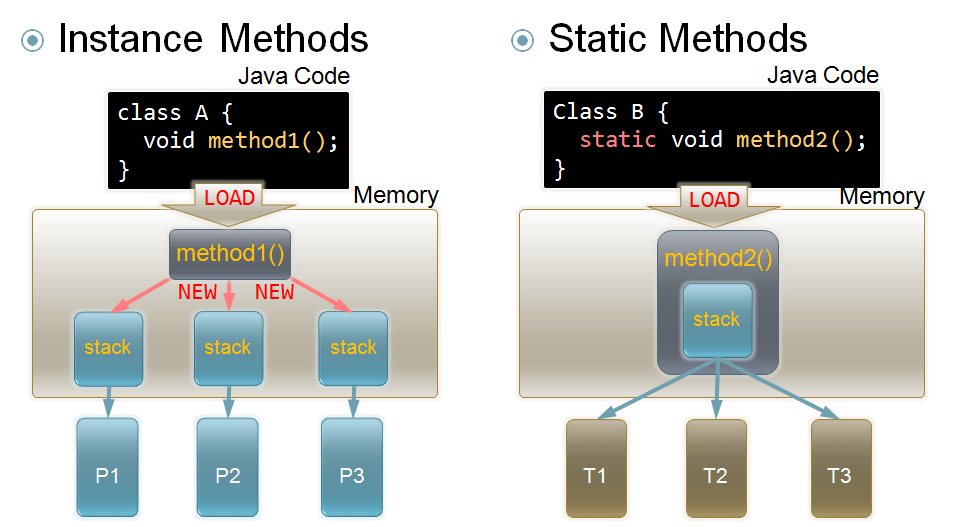 Instance Methods
Java Code
class A {
void method1();
}
LOAD
Memory
method1()
NEW NEW
stack stack stack
P1 P2 P3
Static Methods
Java Code
Class B {
static void method2();
}
LOAD
Memory
method2()
stack
T1 T2 T3